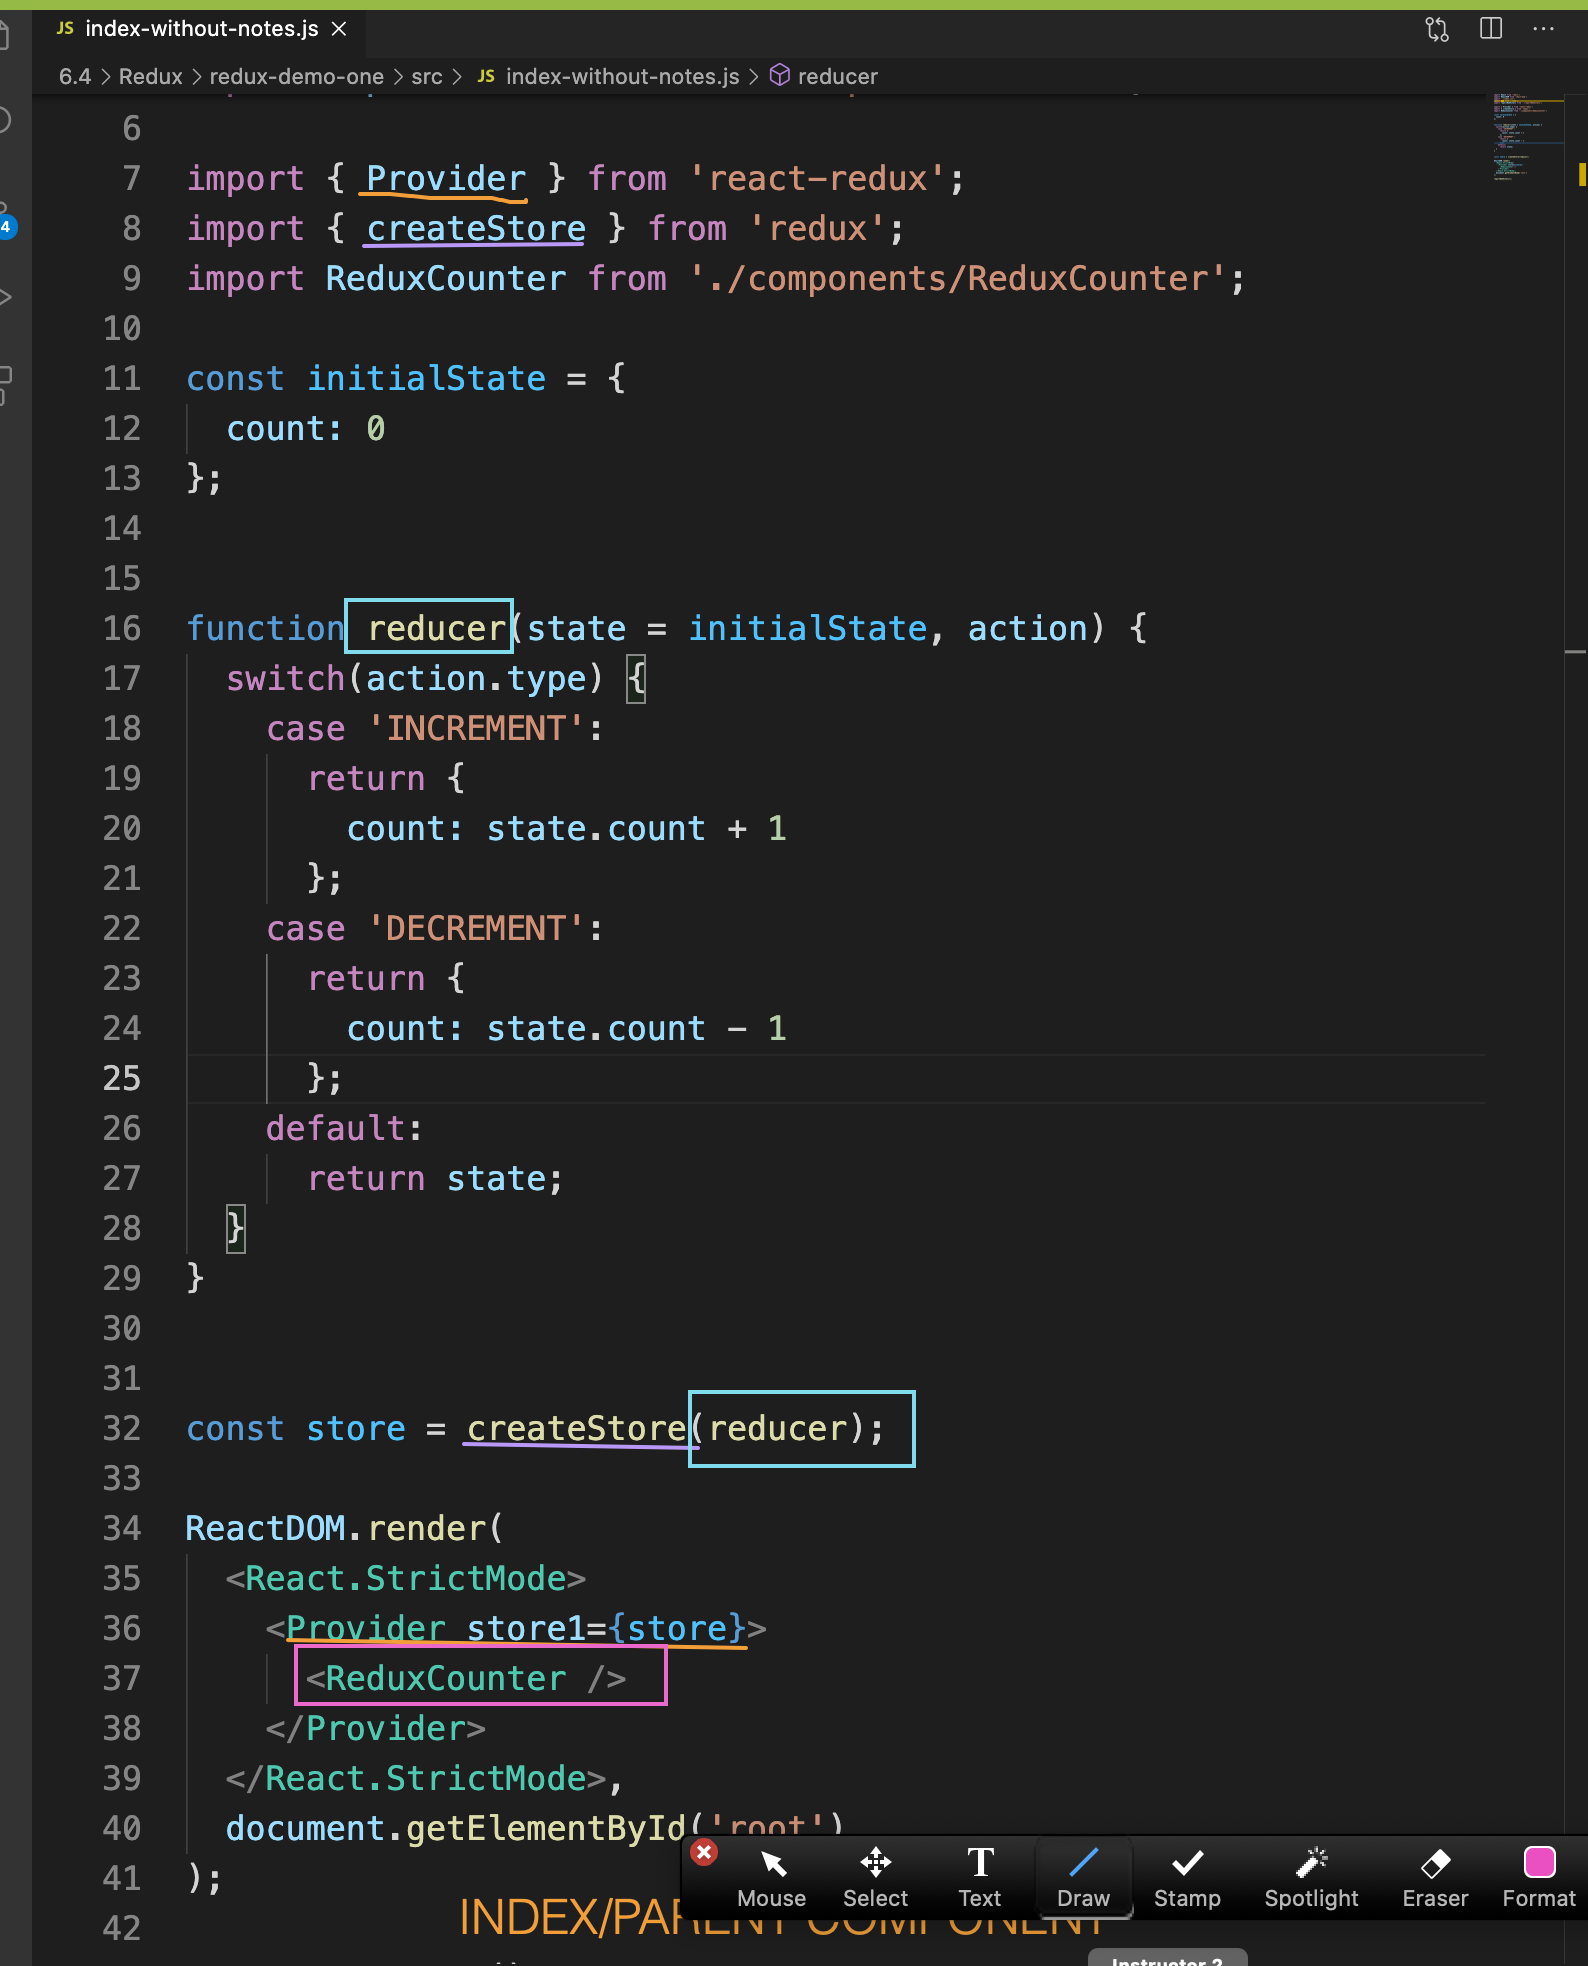 JS index-without-notes.js
6.4 > Redux > redux-demo-one > src > JS index-without-notes.js > reducer
4
6
7 import { Provider } from 'react-redux';
8 import { createStore } from 'redux';
9 import ReduxCounter from './components/ReduxCounter';
10
11 const initialState = {
12 count: 0
13 };
14
15
16 function reducer(state = initialState, action) {
17 switch(action.type) {
18 case 'INCREMENT':
19 return {
20 count: state.count + 1
21 };
22 case 'DECREMENT':
23 return {
24 count: state.count - 1
25 };
26 default:
27 return state;
28 }
29 }
30
31
32 const store = createStore(reducer);
33
34 ReactDOM.render(
35 <React.StrictMode>
36 <Provider store1={store}>
37 <ReduxCounter />
38 </Provider>
39 </React.StrictMode>,
40 document.getElementById('root')
41 );
42
INDEX/PARENT COMPONENT
Mouse Select Text Draw Stamp Spotlight Eraser Format
Instructor 2